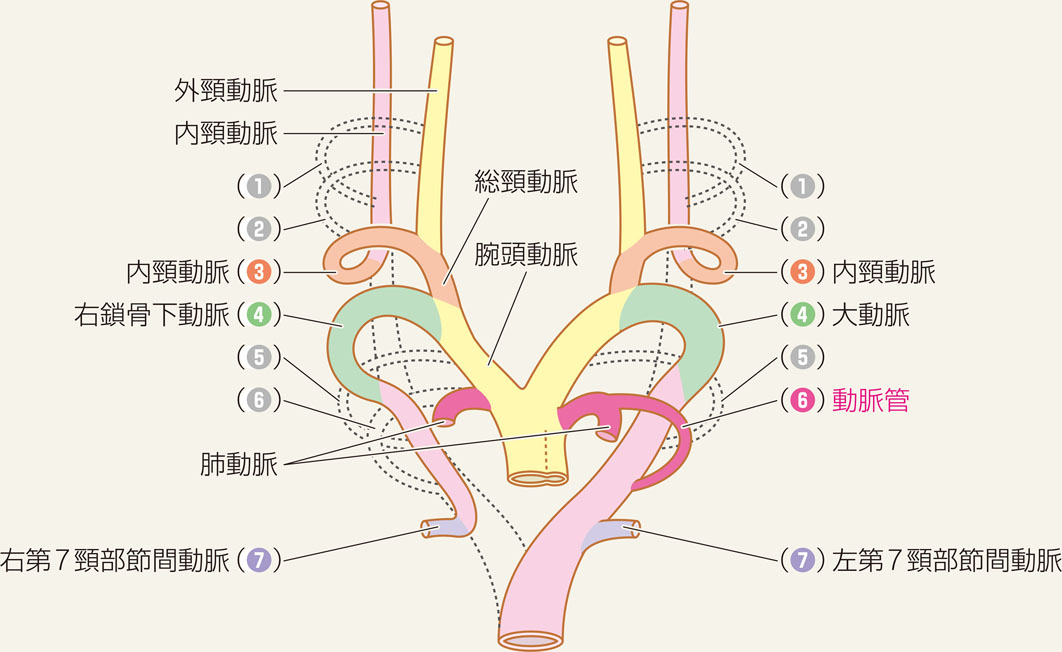 外頸動脈
内頸動脈
(1)
(2)
内頸動脈(3)
右鎖骨下動脈(4)
(5)
(6)
肺動脈
右第7頸部節間動脈(7)
総頸動脈
腕頭動脈
(1)
(2)
(3)内頸動脈
(4)大動脈
(5)
(6)動脈管
(7)左第7頸部節間動脈